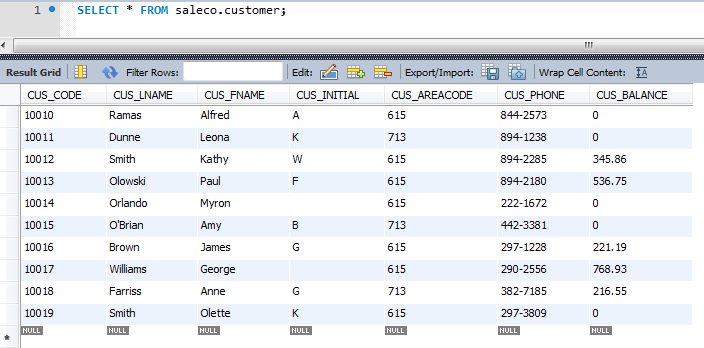 1 SELECT * FROM saleco.customer;
Result Grid Filter Rows: Edit: Export/Import: Wrap Cell Content: IA
CUS_CODE CUS_LNAME CUS_FNAME CUS_INITIAL CUS_AREACODE CUS_PHONE CUS_BALANCE
10010 Ramas Alfred A 615 844-2573 0
10011 Dunne Leona K 713 894-1238 0
10012 Smith Kathy W 615 894-2285 345.86
10013 Olowski Paul F 615 894-2180 536.75
10014 Orlando Myron 615 222-1672 0
10015 O'Brian Amy B 713 442-3381 0
10016 Brown James G 615 297-1228 221.19
10017 Williams George 615 290-2556 768.93
10018 Farriss Anne G 713 382-7185 216.55
10019 Smith Olette K 615 297-3809 0
* NULL NULL NULL NULL NULL NULL NULL